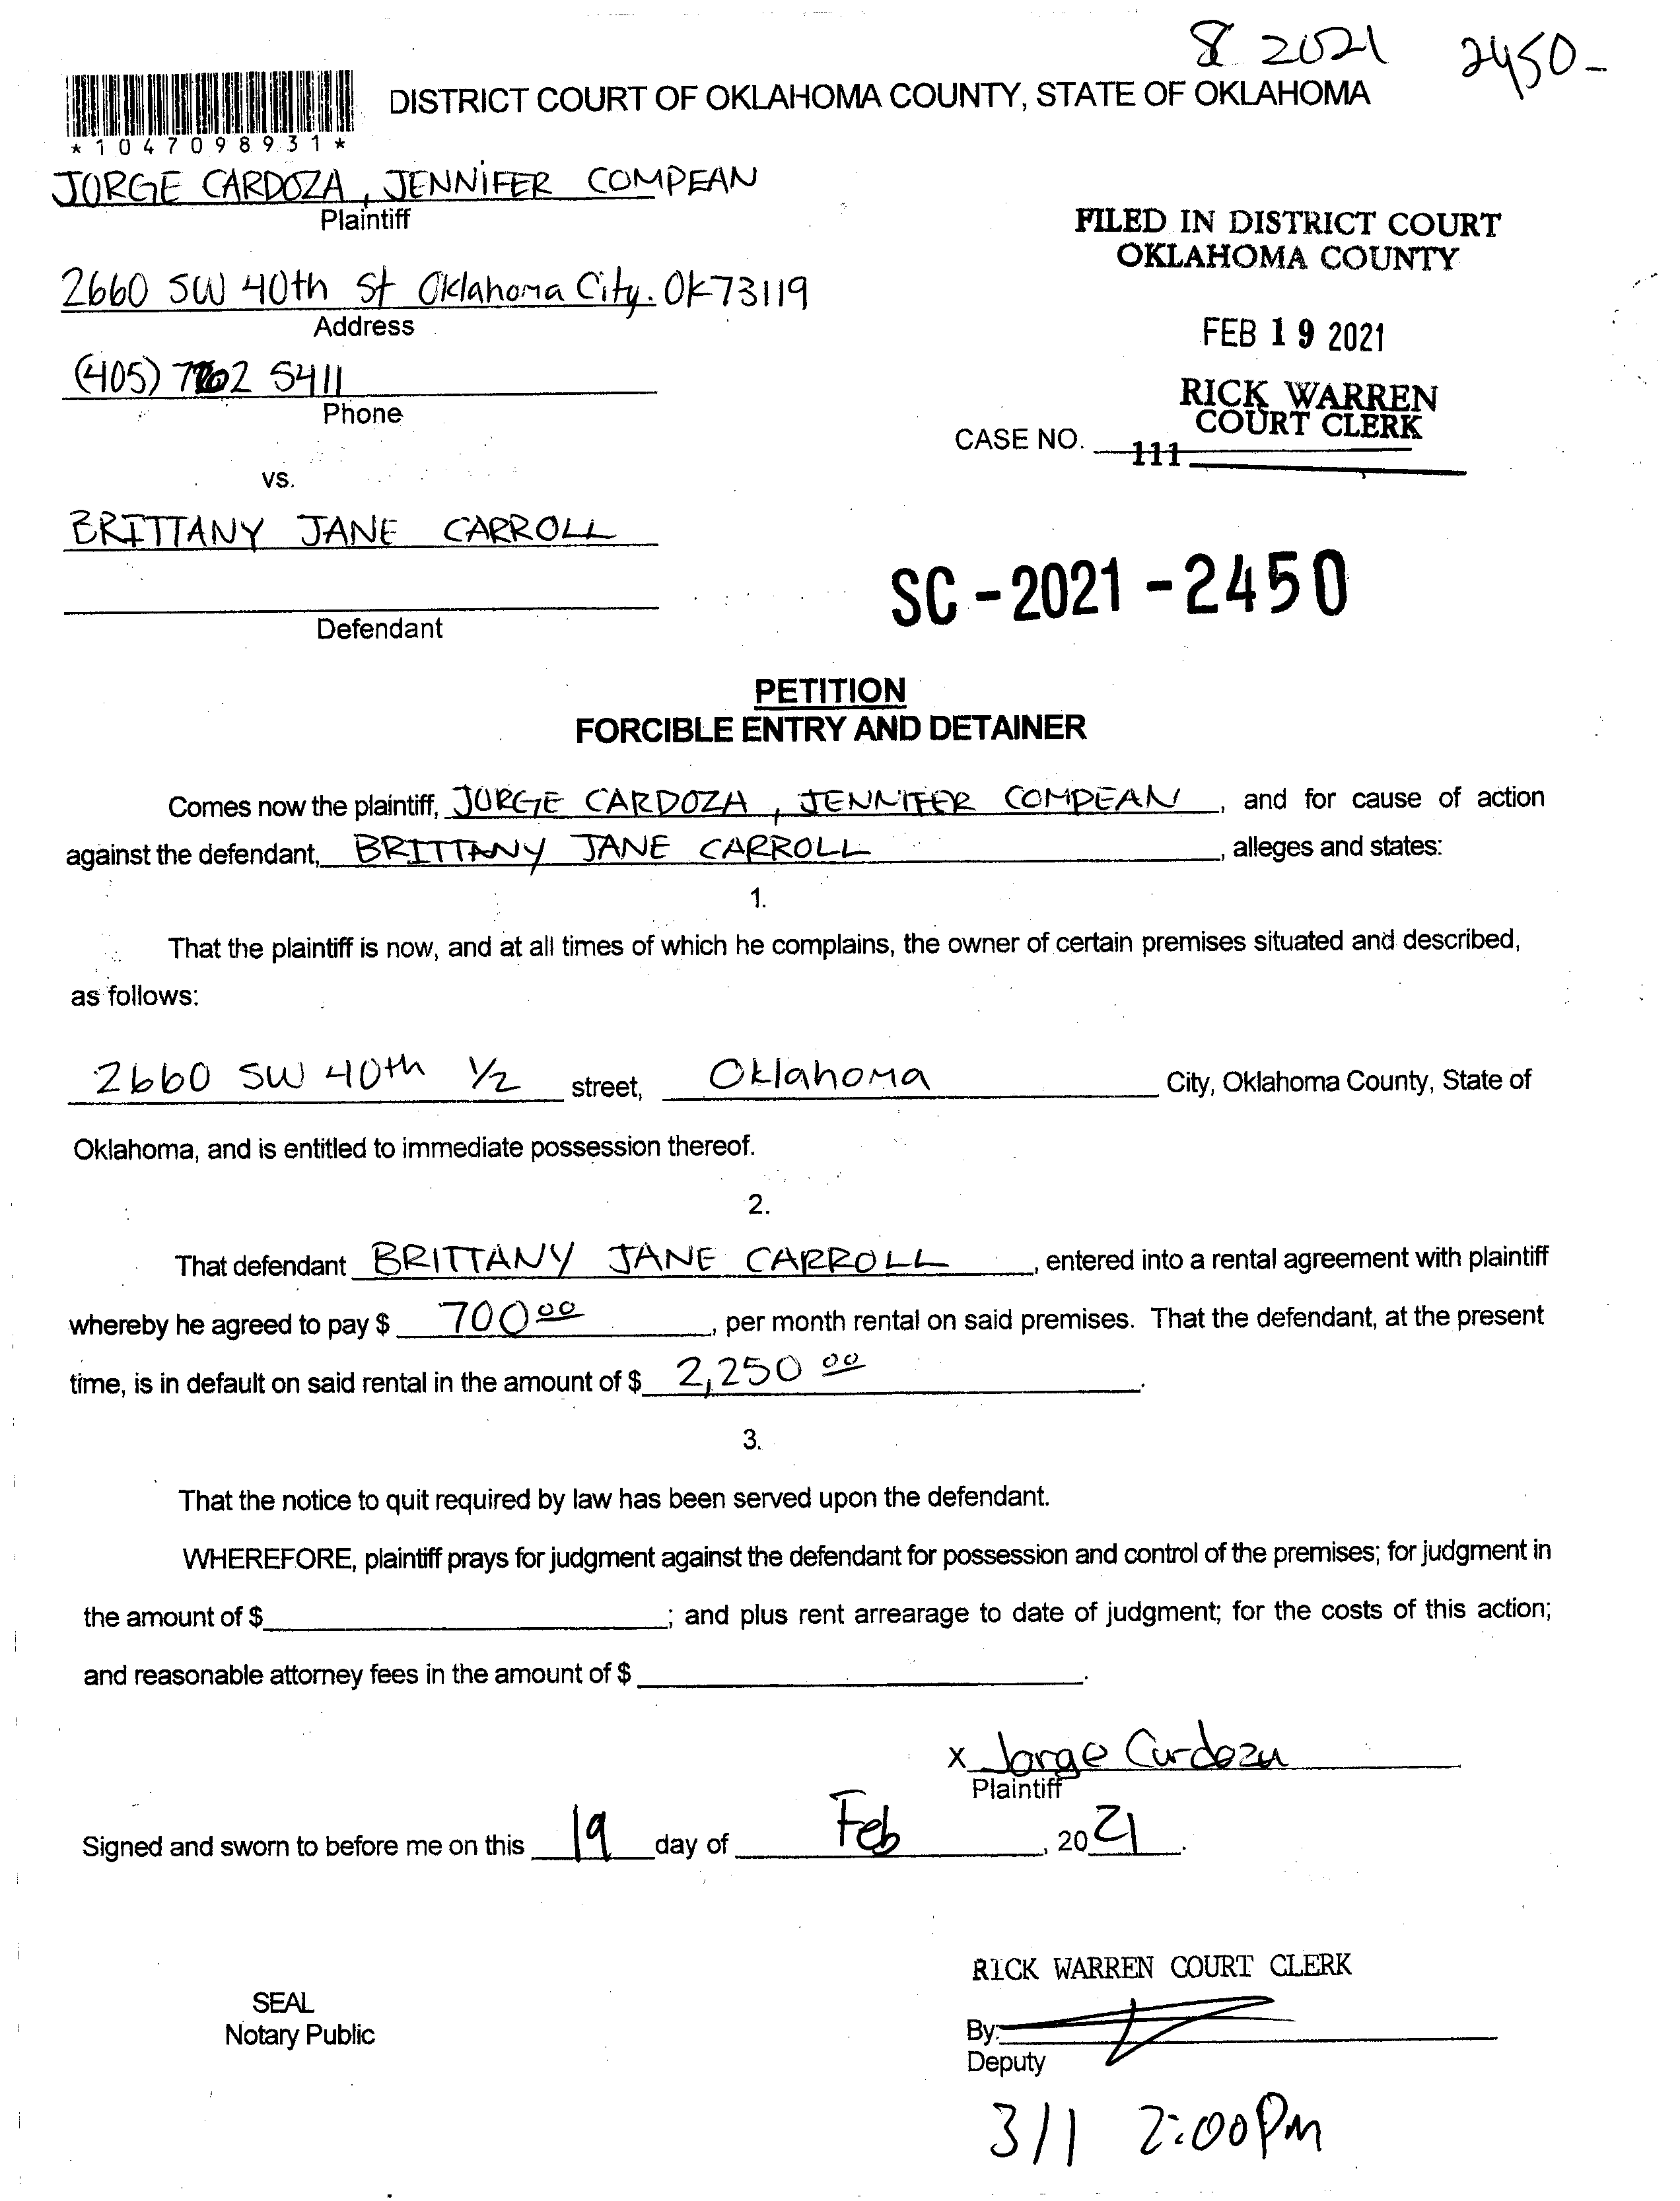 8 2021 2450-
DISTRICT COURT OF OKLAHOMA COUNTY, STATE OF OKLAHOMA
*1047098931*
JORGE CARDOZA, JENNIFER COMPEAN
Plaintiff
FILED IN DISTRICT COURT
OKLAHOMA COUNTY
2660 SW 40th St Oklahoma City. OK 73119
Address
FEB 19 2021
(405) 702 5411
Phone
RICK WARREN
COURT CLERK
CASE NO.
111
vs.
BRITTANY JANE CARROLL
SC-2021-2450
Defendant
PETITION
FORCIBLE ENTRY AND DETAINER
Comes now the plaintiff, JORGE CARDOZA, JENNIFER COMPEAN, and for cause of action
against the defendant, BRITTANY JANE CARROLL, alleges and states:
1.
That the plaintiff is now, and at all times of which he complains, the owner of certain premises situated and described,
as follows:
2660 SW 40th 1/2 street, Oklahoma City, Oklahoma County, State of
Oklahoma, and is entitled to immediate possession thereof.
2.
That defendant BRITTANY JANE CARROLL, entered into a rental agreement with plaintiff
whereby he agreed to pay $ 700 00, per month rental on said premises. That the defendant, at the present
time, is in default on said rental in the amount of $ 2,250 00.
3.
That the notice to quit required by law has been served upon the defendant.
WHEREFORE, plaintiff prays for judgment against the defendant for possession and control of the premises; for judgment in
the amount of $; and plus rent arrearage to date of judgment; for the costs of this action;
and reasonable attorney fees in the amount of $.
x Jorge Cardoza
Plaintiff
Signed and sworn to before me on this 19 day of Feb, 2021.
RICK WARREN COURT CLERK
SEAL
Notary Public
By:
Deputy
3/1 2:00PM